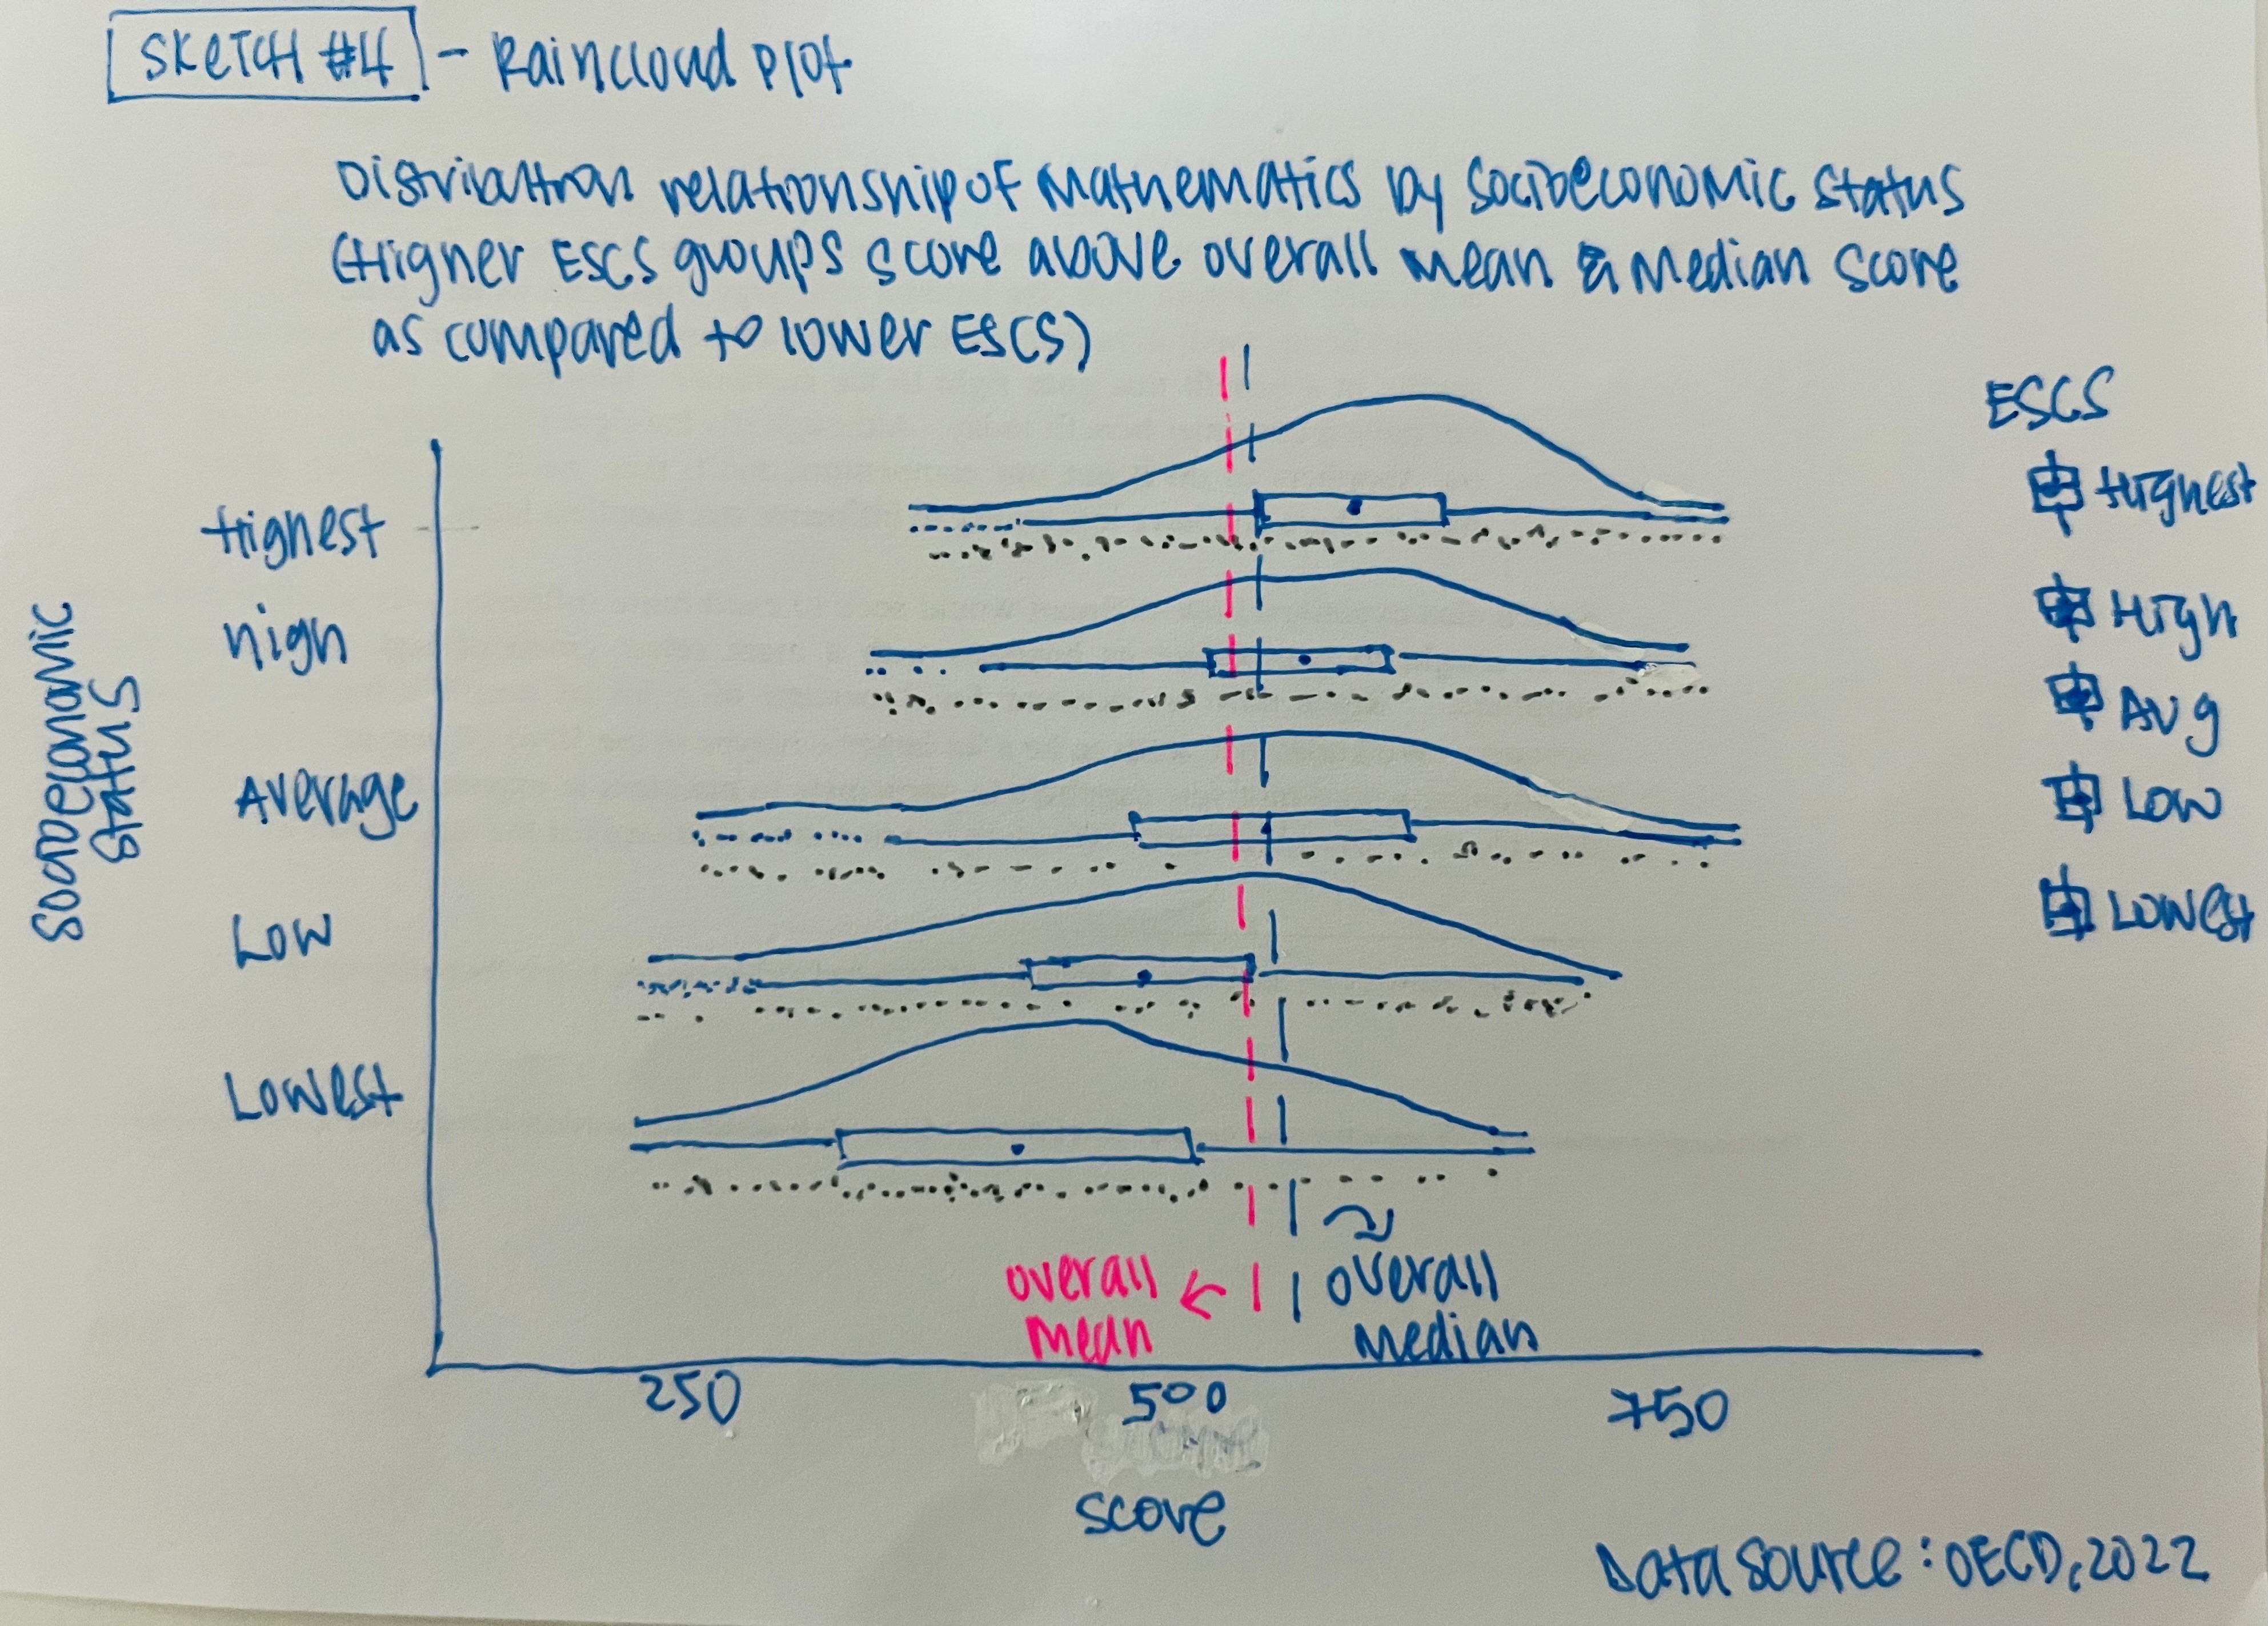 SKETCH #4 - Raincloud Plot
Distribution relationship of Mathematics by Socioeconomic Status
(Higher ESCS groups score above overall mean & Median Score
as compared to lower ESCS)
ESCS
Highest
High
Avg
Low
Lowest
Socioeconomic
Status
Highest
High
Average
Low
Lowest
overall
mean
overall
Median
250
500
750
score
Data source: OECD, 2022